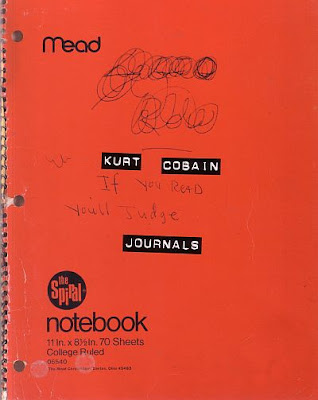 Mead
KURT COBAIN
If you READ
you'll Judge
JOURNALS
the
Spiral
notebook
11 In. x 8½ In. 70 Sheets
College Ruled
06540